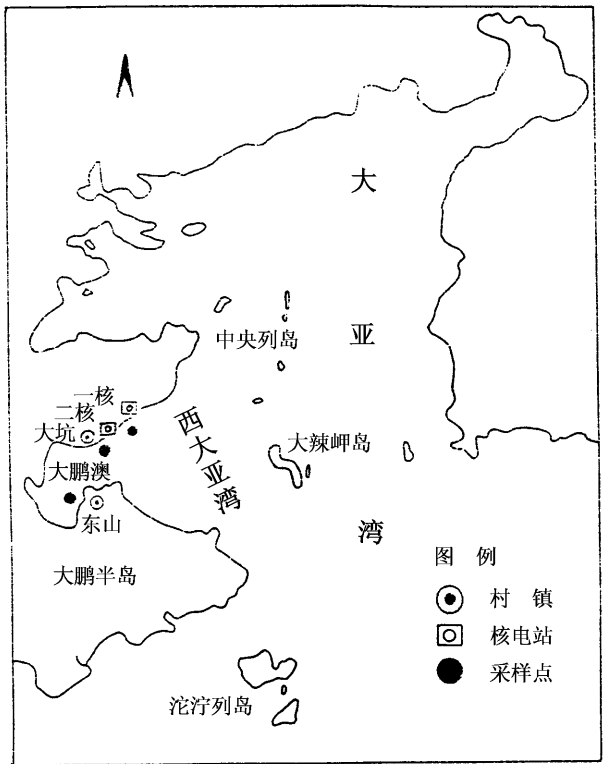 大
亚
湾
中央列岛
一核
二核
大坑
西大亚湾
大辣岬岛
大鹏澳
东山
大鹏半岛
沱泞列岛
图 例
村 镇
核电站
采样点